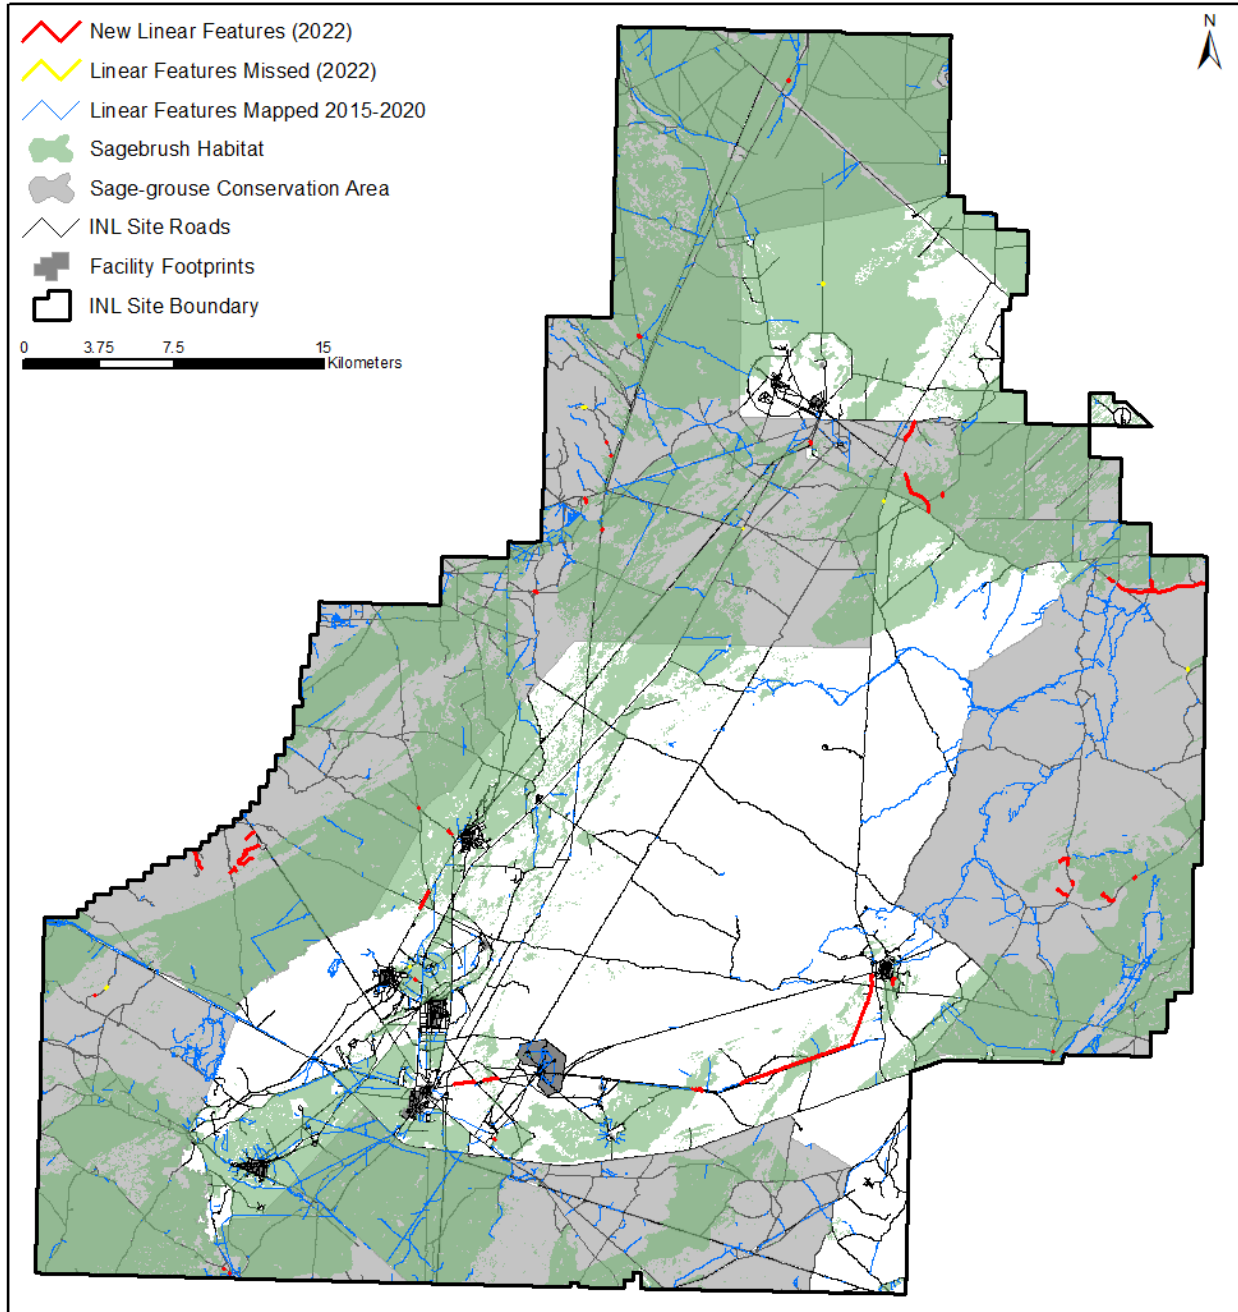 New Linear Features (2022)
Linear Features Missed (2022)
Linear Features Mapped 2015-2020
Sagebrush Habitat
Sage-grouse Conservation Area
INL Site Roads
Facility Footprints
INL Site Boundary
0 3.75 7.5 15
Kilometers
N